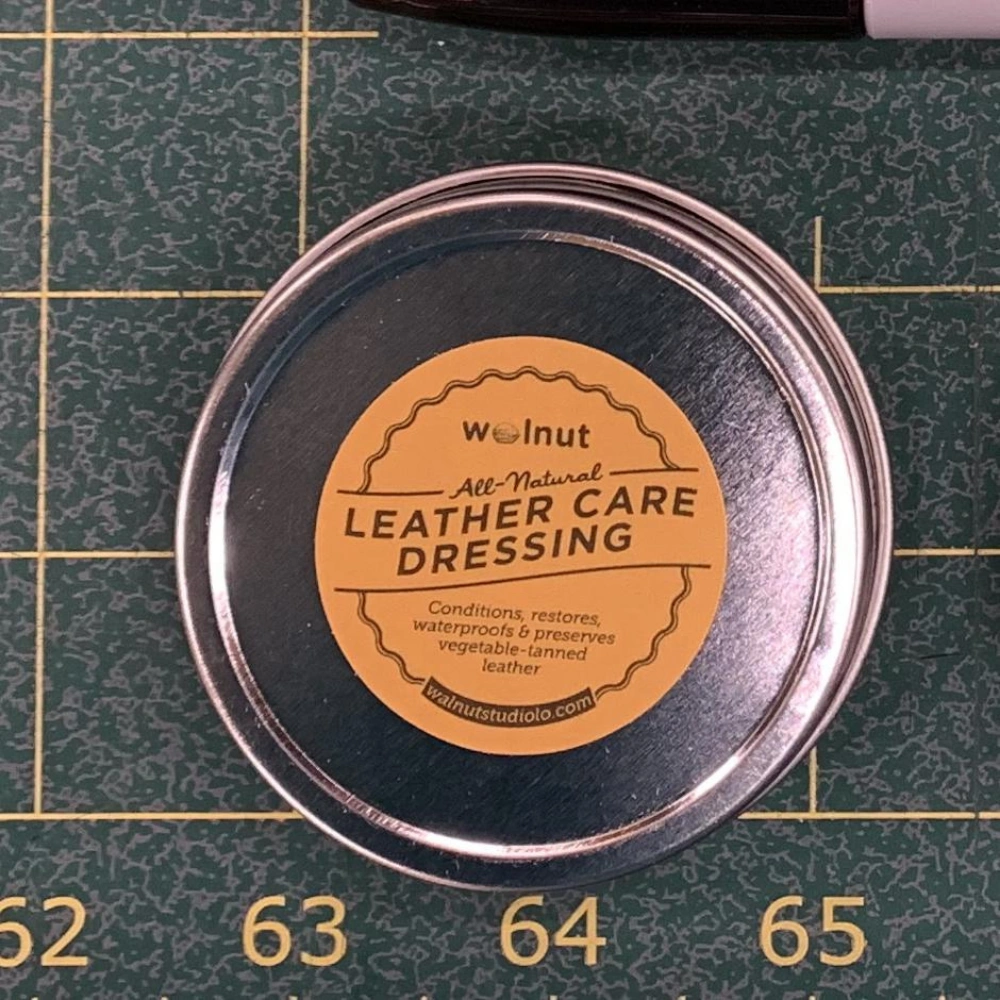 walnut
All-Natural
LEATHER CARE
DRESSING
Conditions, restores,
waterproofs & preserves
vegetable-tanned
leather
walnutstudiolo.com
62 63 64 65